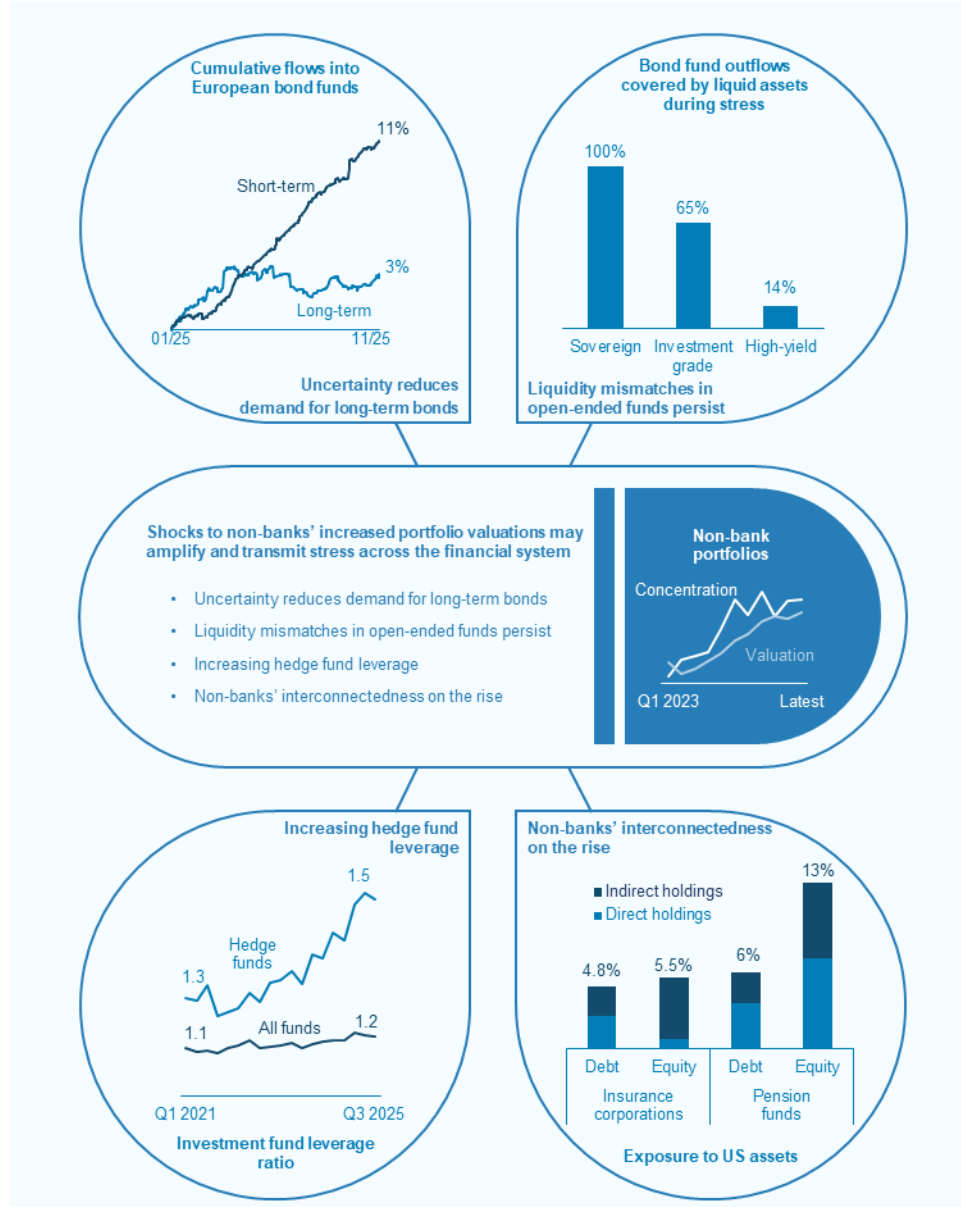 Cumulative flows into
European bond funds
11%
Short-term
3%
Long-term
01/25
11/25
Uncertainty reduces
demand for long-term bonds
Bond fund outflows
covered by liquid assets
during stress
100%
65%
14%
Sovereign
Investment
grade
High-yield
Liquidity mismatches in
open-ended funds persist
Shocks to non-banks’ increased portfolio valuations may
amplify and transmit stress across the financial system
• Uncertainty reduces demand for long-term bonds
• Liquidity mismatches in open-ended funds persist
• Increasing hedge fund leverage
• Non-banks’ interconnectedness on the rise
Non-bank
portfolios
Concentration
Valuation
Q1 2023
Latest
Increasing hedge fund
leverage
1.5
Hedge
funds
1.3
1.1
All funds
1.2
Q1 2021
Q3 2025
Investment fund leverage
ratio
Non-banks’ interconnectedness
on the rise
13%
Indirect holdings
Direct holdings
4.8%
5.5%
6%
Debt
Equity
Debt
Equity
Insurance
corporations
Pension
funds
Exposure to US assets